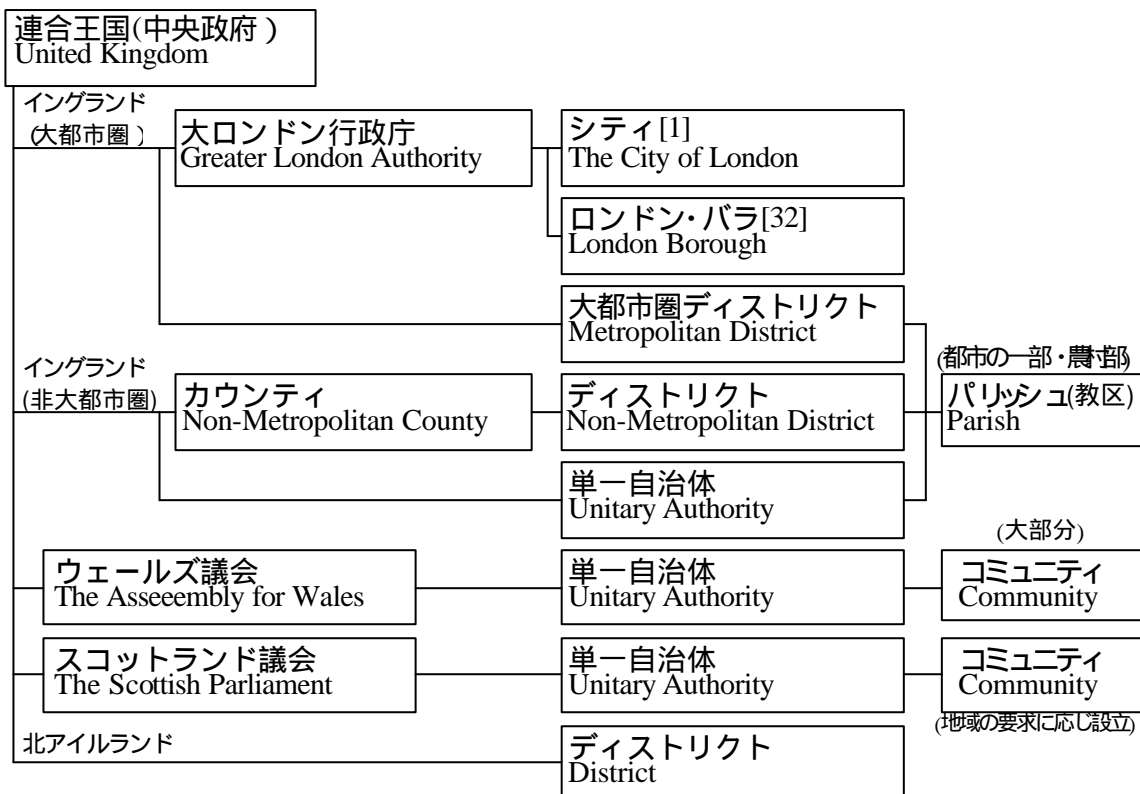 連合王国(中央政府)
United Kingdom
イングランド
(大都市圏)
大ロンドン行政庁
Greater London Authority
シティ[1]
The City of London
ロンドン・バラ[32]
London Borough
大都市圏ディストリクト
Metropolitan District
イングランド
(非大都市圏)
カウンティ
Non-Metropolitan County
ディストリクト
Non-Metropolitan District
(都市の一部・農村部)
パリッシュ(教区)
Parish
単一自治体
Unitary Authority
ウェールズ議会
The Asseeembly for Wales
単一自治体
Unitary Authority
(大部分)
コミュニティ
Community
スコットランド議会
The Scottish Parliament
単一自治体
Unitary Authority
コミュニティ
Community
(地域の要求に応じ設立)
北アイルランド
ディストリクト
District